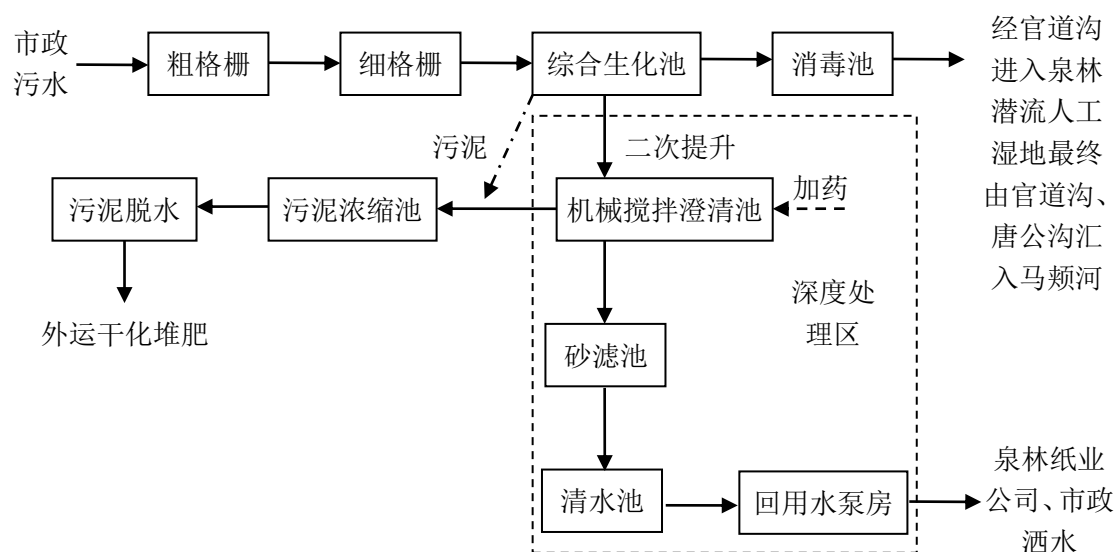 市政
污水
粗格栅
细格栅
综合生化池
消毒池
经官道沟
进入泉林
潜流人工
湿地最终
由官道沟、
唐公沟汇
入马颊河
污泥
二次提升
污泥脱水
污泥浓缩池
机械搅拌澄清池
加药
外运干化堆肥
深度处
理区
砂滤池
清水池
回用水泵房
泉林纸业
公司、市政
洒水